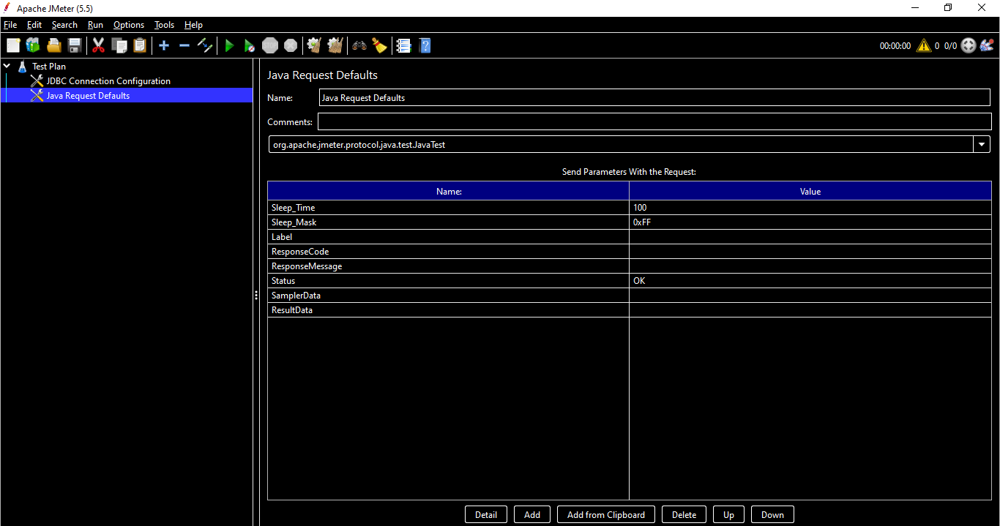 Apache JMeter (5.5)
File Edit Search Run Options Tools Help
00:00:00 0 0/0
Test Plan
JDBC Connection Configuration
Java Request Defaults
Java Request Defaults
Name: Java Request Defaults
Comments:
org.apache.jmeter.protocol.java.test.JavaTest
Send Parameters With the Request:
Name: Value
Sleep_Time 100
Sleep_Mask 0xFF
Label
ResponseCode
ResponseMessage
Status OK
SamplerData
ResultData
Detail Add Add from Clipboard Delete Up Down